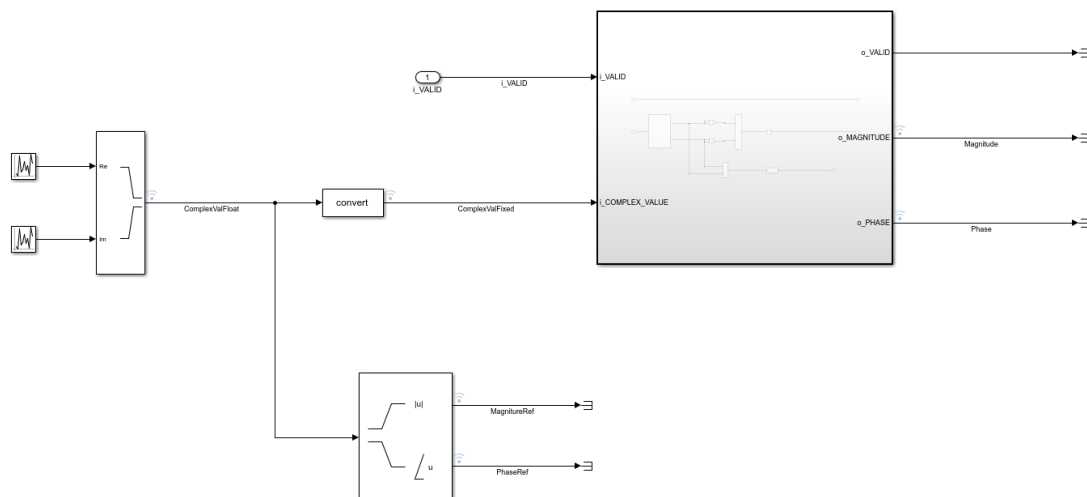 o_VALID
1
i_VALID
i_VALID
i_VALID
o_MAGNITUDE
Magnitude
Re
ComplexValFloat
convert
ComplexValFixed
i_COMPLEX_VALUE
o_PHASE
Phase
Im
|u|
MagnitureRef
u
PhaseRef